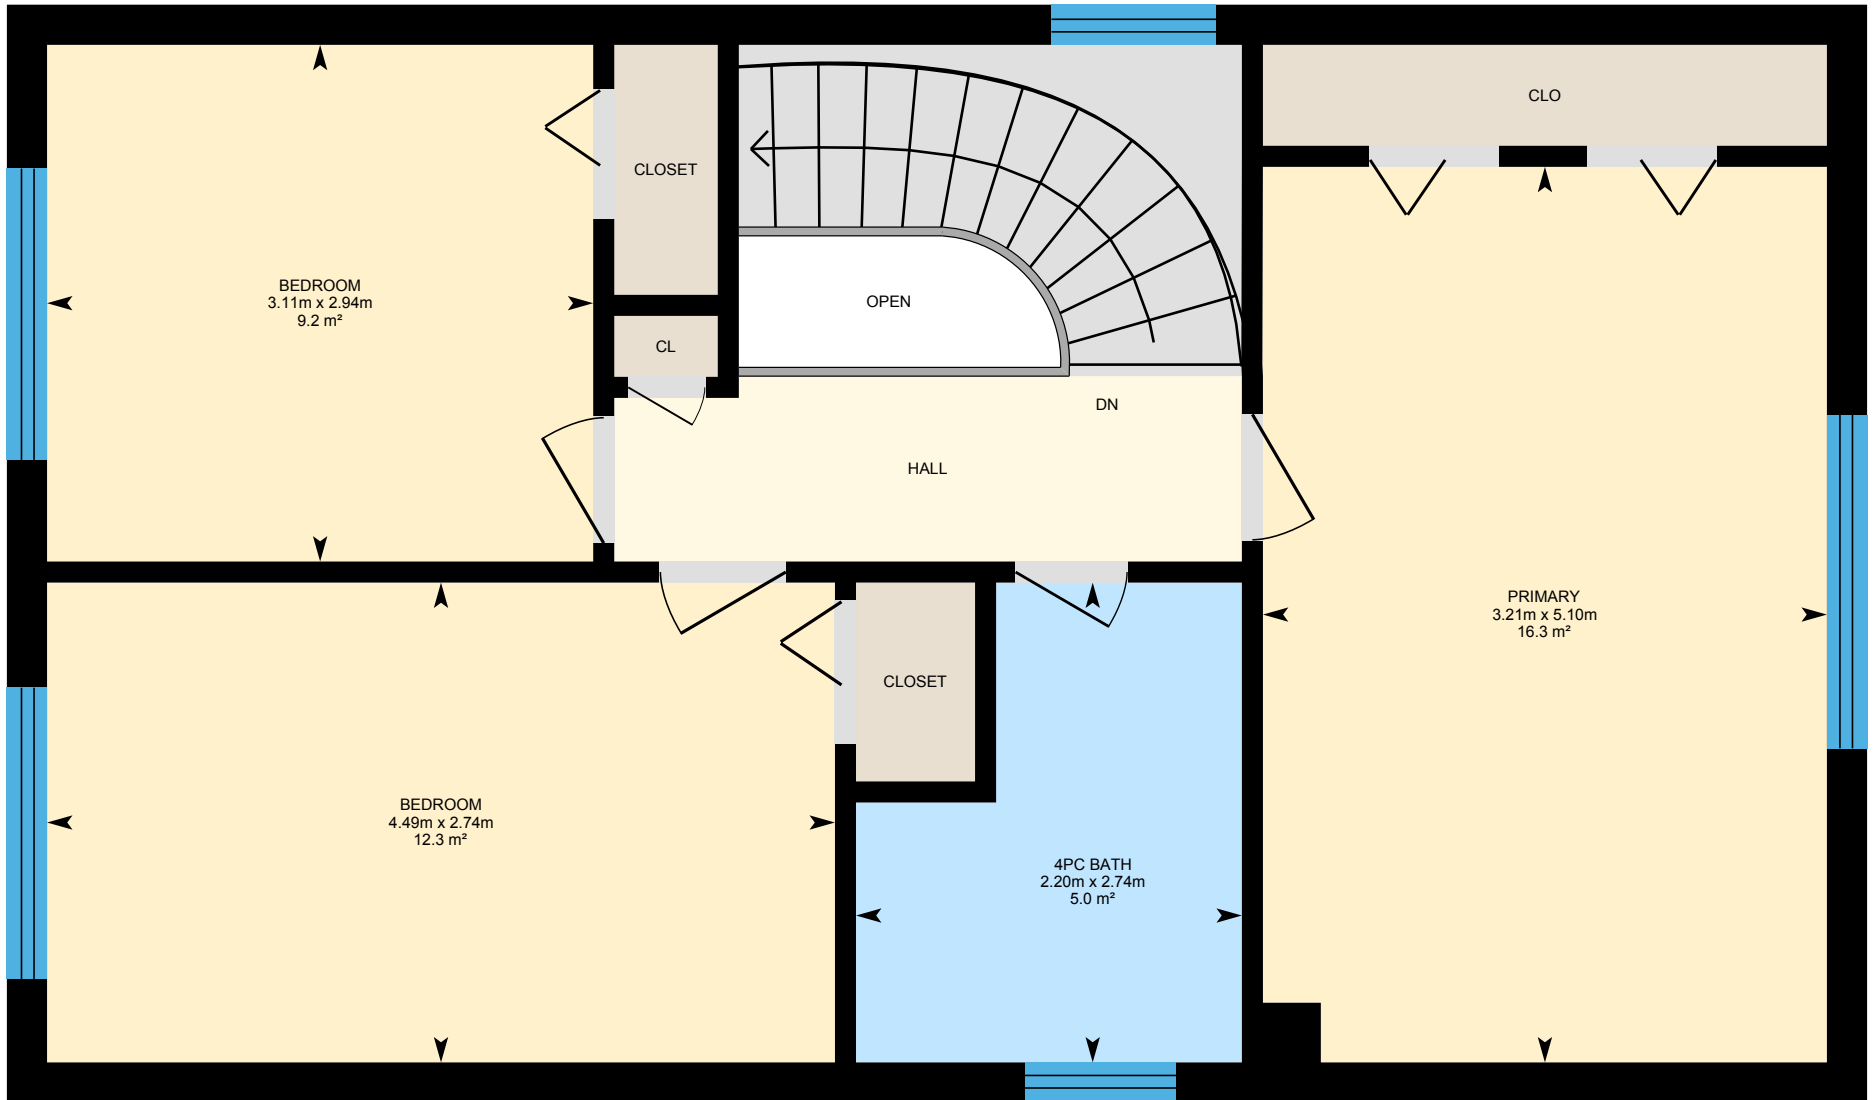 CLO
CLOSET
BEDROOM
3.11m x 2.94m
9.2 m²
OPEN
CL
DN
HALL
PRIMARY
3.21m x 5.10m
16.3 m²
CLOSET
BEDROOM
4.49m x 2.74m
12.3 m²
4PC BATH
2.20m x 2.74m
5.0 m²